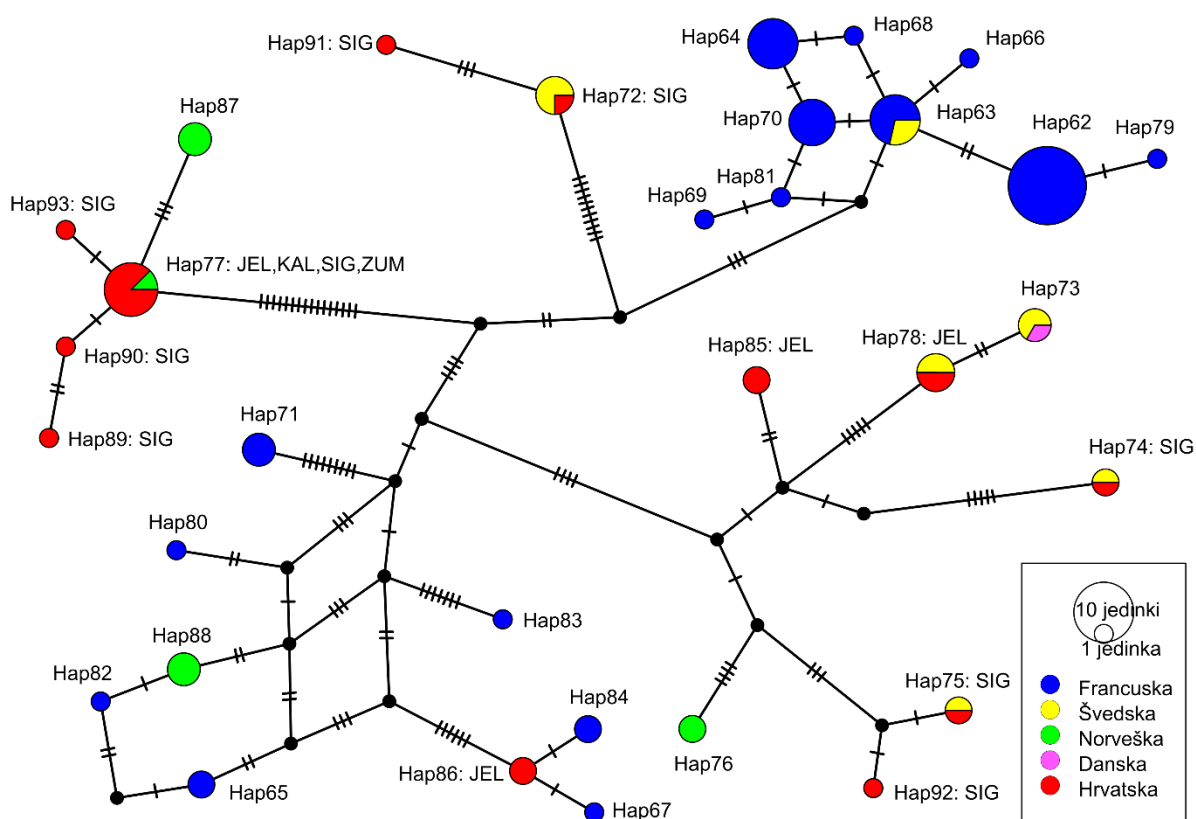 Hap91: SIG
Hap72: SIG
Hap64
Hap68
Hap66
Hap70
Hap63
Hap62
Hap79
Hap81
Hap69
Hap87
Hap93: SIG
Hap77: JEL,KAL,SIG,ZUM
Hap90: SIG
Hap89: SIG
Hap73
Hap78: JEL
Hap85: JEL
Hap74: SIG
Hap71
Hap80
Hap83
Hap88
Hap82
Hap65
Hap84
Hap86: JEL
Hap67
Hap76
Hap75: SIG
Hap92: SIG
10 jedinki
1 jedinka
Francuska
Švedska
Norveška
Danska
Hrvatska